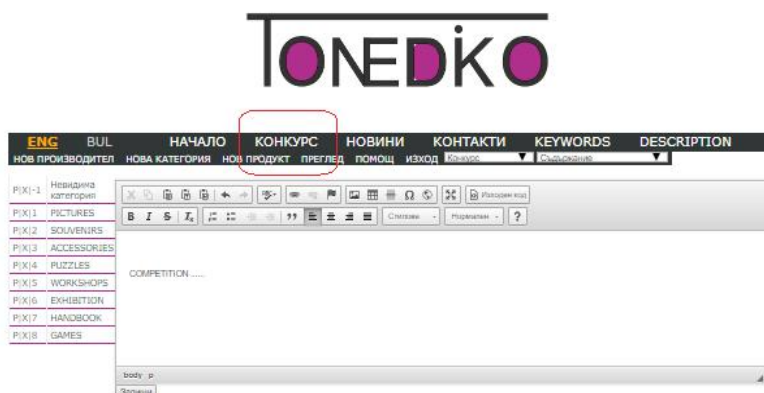 TONEDiKO
ENG BUL НАЧАЛО КОНКУРС НОВИНИ КОНТАКТИ KEYWORDS DESCRIPTION
НОВ ПРОИЗВОДИТЕЛ НОВА КАТЕГОРИЯ НОВ ПРОДУКТ ПРЕГЛЕД ПОМОЩ ИЗХОД Конкурс Съдържание
P|X|-1 Невидима категория
Изходен код
P|X|1 PICTURES
B I S Tx Стилове Нормален ?
P|X|2 SOUVENIRS
P|X|3 ACCESSORIES
P|X|4 PUZZLES
COMPETITION .....
P|X|5 WORKSHOPS
P|X|6 EXHIBITION
P|X|7 HANDBOOK
P|X|8 GAMES
body p
Запиши